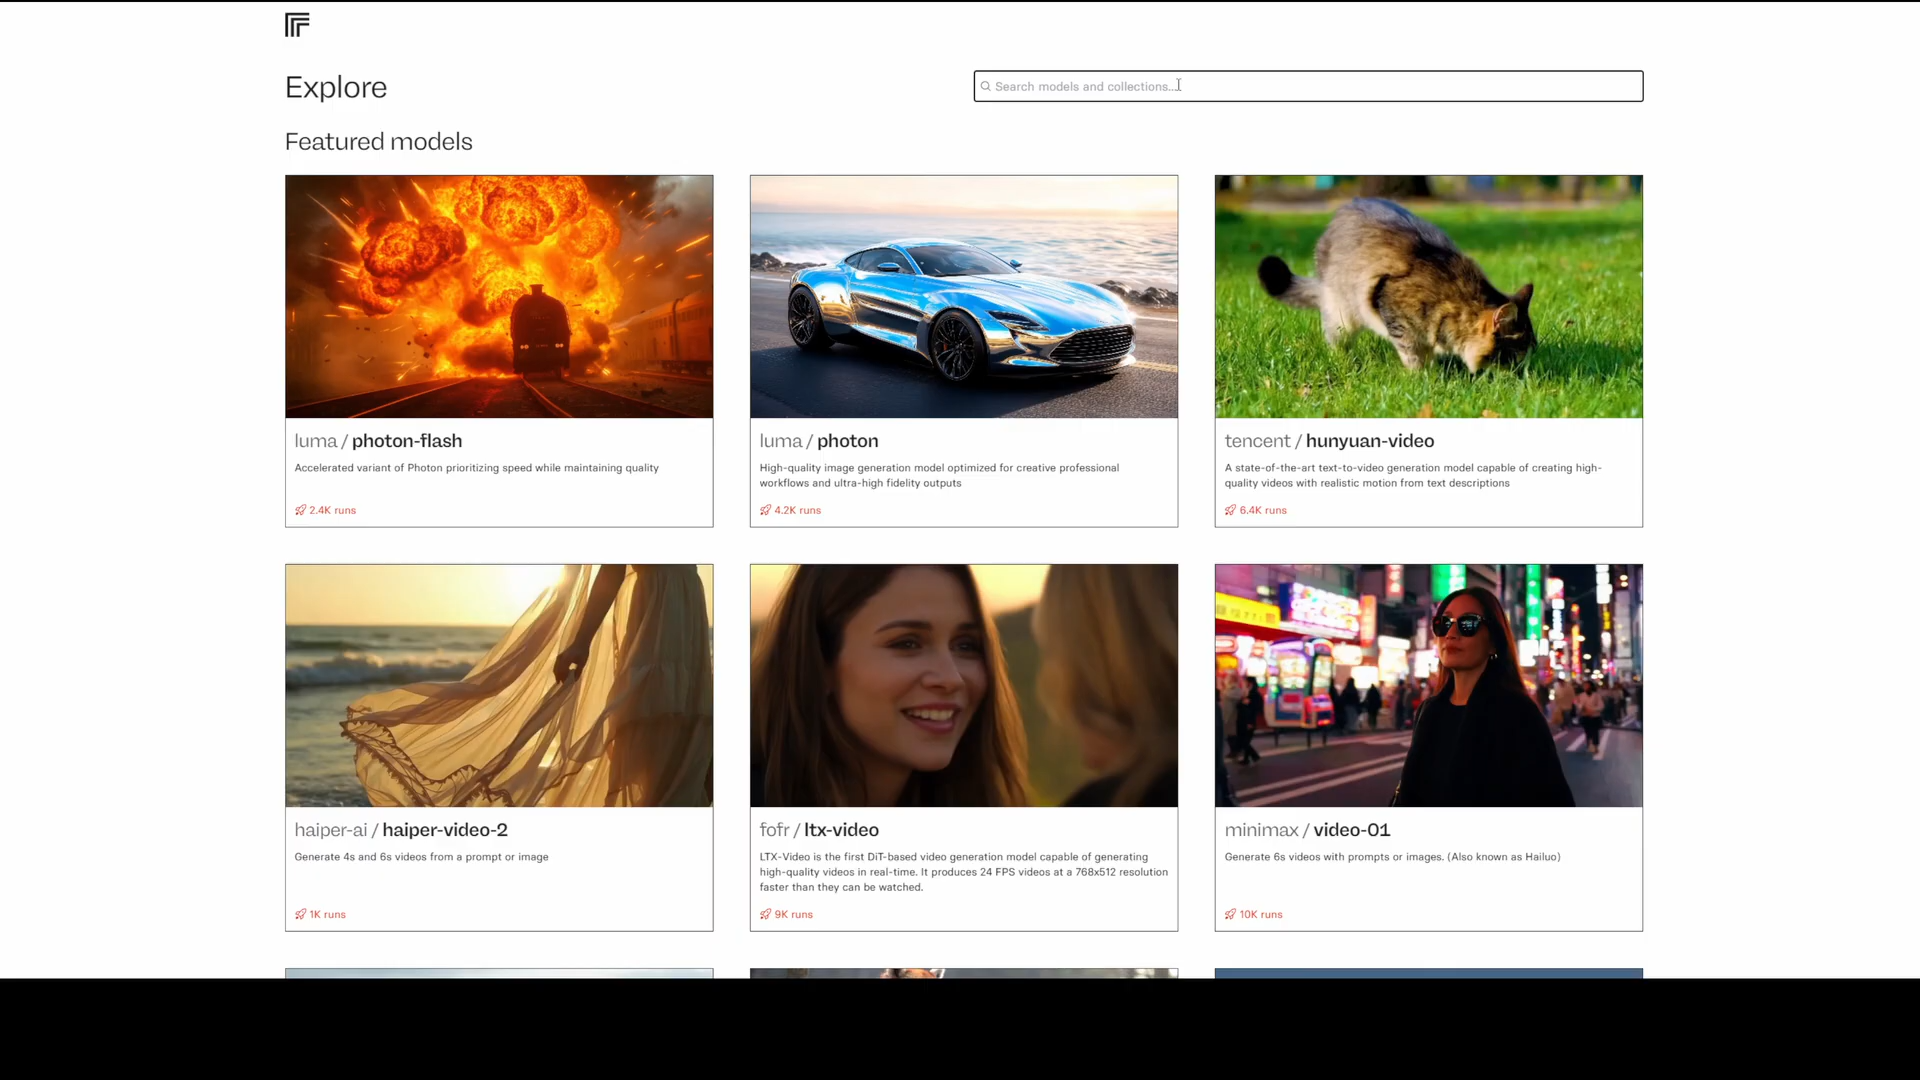 Explore
Search models and collections...
Featured models
luma / photon-flash
Accelerated variant of Photon prioritizing speed while maintaining quality
2.4K runs
luma / photon
High-quality image generation model optimized for creative professional
workflows and ultra-high fidelity outputs
4.2K runs
tencent / hunyuan-video
A state-of-the-art text-to-video generation model capable of creating high-
quality videos with realistic motion from text descriptions
6.4K runs
haiper-ai / haiper-video-2
Generate 4s and 6s videos from a prompt or image
1K runs
fofr / ltx-video
LTX-Video is the first DiT-based video generation model capable of generating
high-quality videos in real-time. It produces 24 FPS videos at a 768x512 resolution
faster than they can be watched.
9K runs
minimax / video-01
Generate 6s videos with prompts or images. (Also known as Hailuo)
10K runs